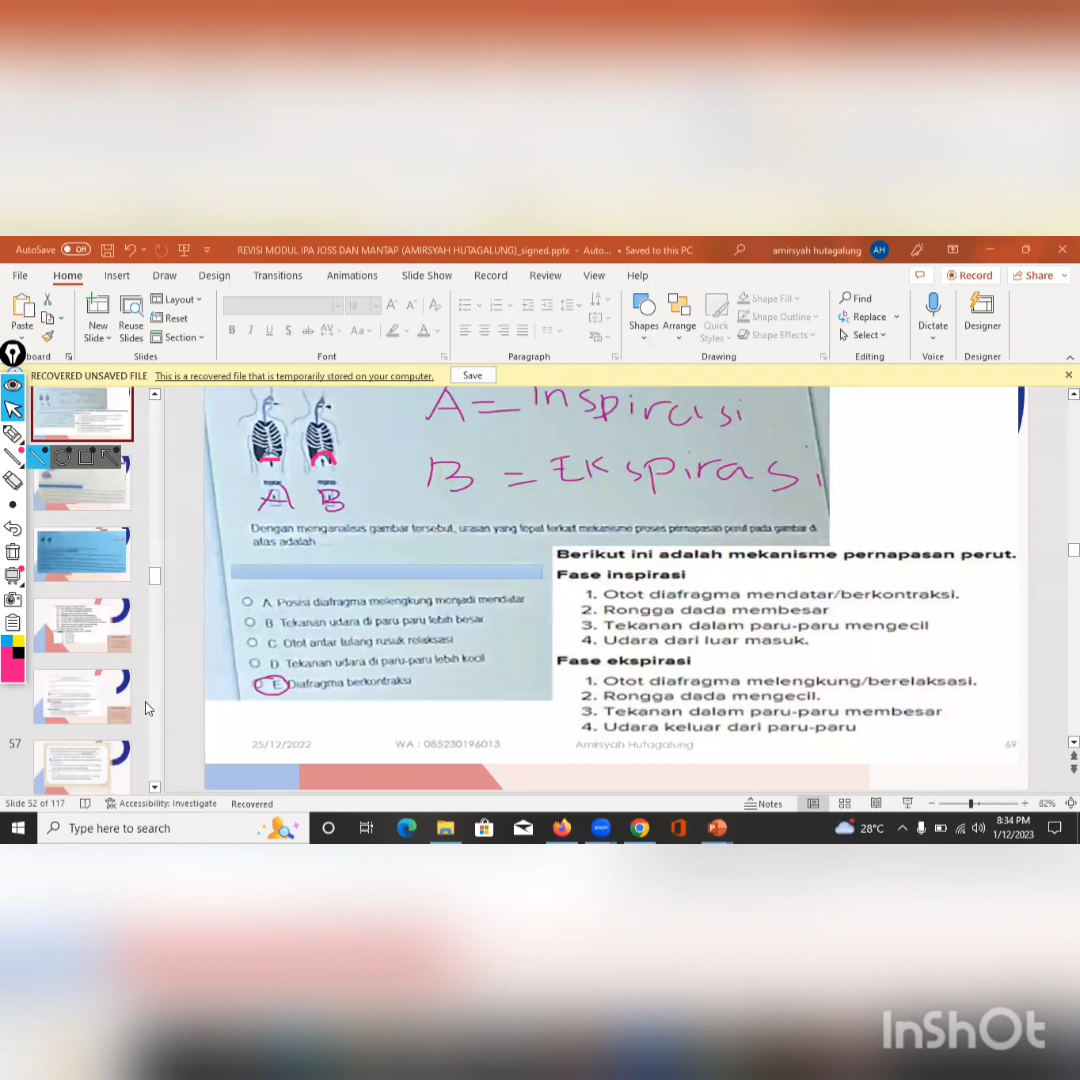 AutoSave Off REVISI MODUL IPA JOSS DAN MANTAP (AMIRSYAH HUTAGALUNG)_signed.pptx - Auto... • Saved to this PC amirsyah hutagalung AH
File Home Insert Draw Design Transitions Animations Slide Show Record Review View Help Record Share
Paste New Slide Reuse Slides Layout Reset Section 18 Shapes Arrange Quick Styles Shape Fill Shape Outline Shape Effects Find Replace Select Dictate Designer
board Slides Font Paragraph Drawing Editing Voice Designer
RECOVERED UNSAVED FILE This is a recovered file that is temporarily stored on your computer. Save
A = Inspirasi
B = Ekspirasi
A B
Dengan menganalisis gambar tersebut, uraian yang tepat terkait mekanisme proses pernapasan perut pada gambar di
atas adalah
A Posisi diafragma melengkung menjadi mendatar
B Tekanan udara di paru-paru lebih besar
C Otot antar tulang rusuk relaksasi
D Tekanan udara di paru-paru lebih kecil
E Diafragma berkontraksi
Berikut ini adalah mekanisme pernapasan perut.
Fase inspirasi
1. Otot diafragma mendatar/berkontraksi.
2. Rongga dada membesar
3. Tekanan dalam paru-paru mengecil
4. Udara dari luar masuk.
Fase ekspirasi
1. Otot diafragma melengkung/berelaksasi.
2. Rongga dada mengecil.
3. Tekanan dalam paru-paru membesar
4. Udara keluar dari paru-paru
25/12/2022 WA : 085230196013 Amirsyah Hutagalung 69
57
Slide 52 of 117 Accessibility: Investigate Recovered Notes 82%
Type here to search 28°C 8:34 PM
1/12/2023
InShOt